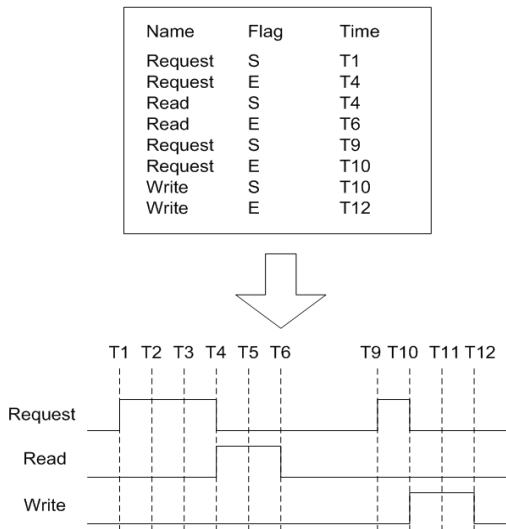 Name Flag Time
Request S T1
Request E T4
Read S T4
Read E T6
Request S T9
Request E T10
Write S T10
Write E T12
T1 T2 T3 T4 T5 T6 T9 T10 T11 T12
Request
Read
Write